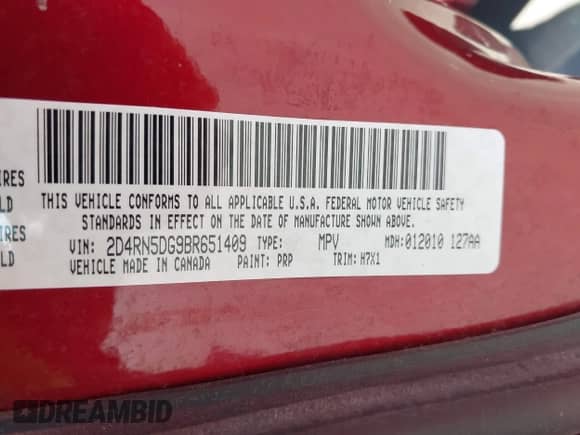 IRES
LD
RES
LD
THIS VEHICLE CONFORMS TO ALL APPLICABLE U.S.A. FEDERAL MOTOR VEHICLE SAFETY
STANDARDS IN EFFECT ON THE DATE OF MANUFACTURE SHOWN ABOVE.
VIN: 2D4RN5DG9BR651409 TYPE: MPV MDH: 012010 127AA
VEHICLE MADE IN CANADA PAINT: PRP TRIM: H7X1
DREAMBID